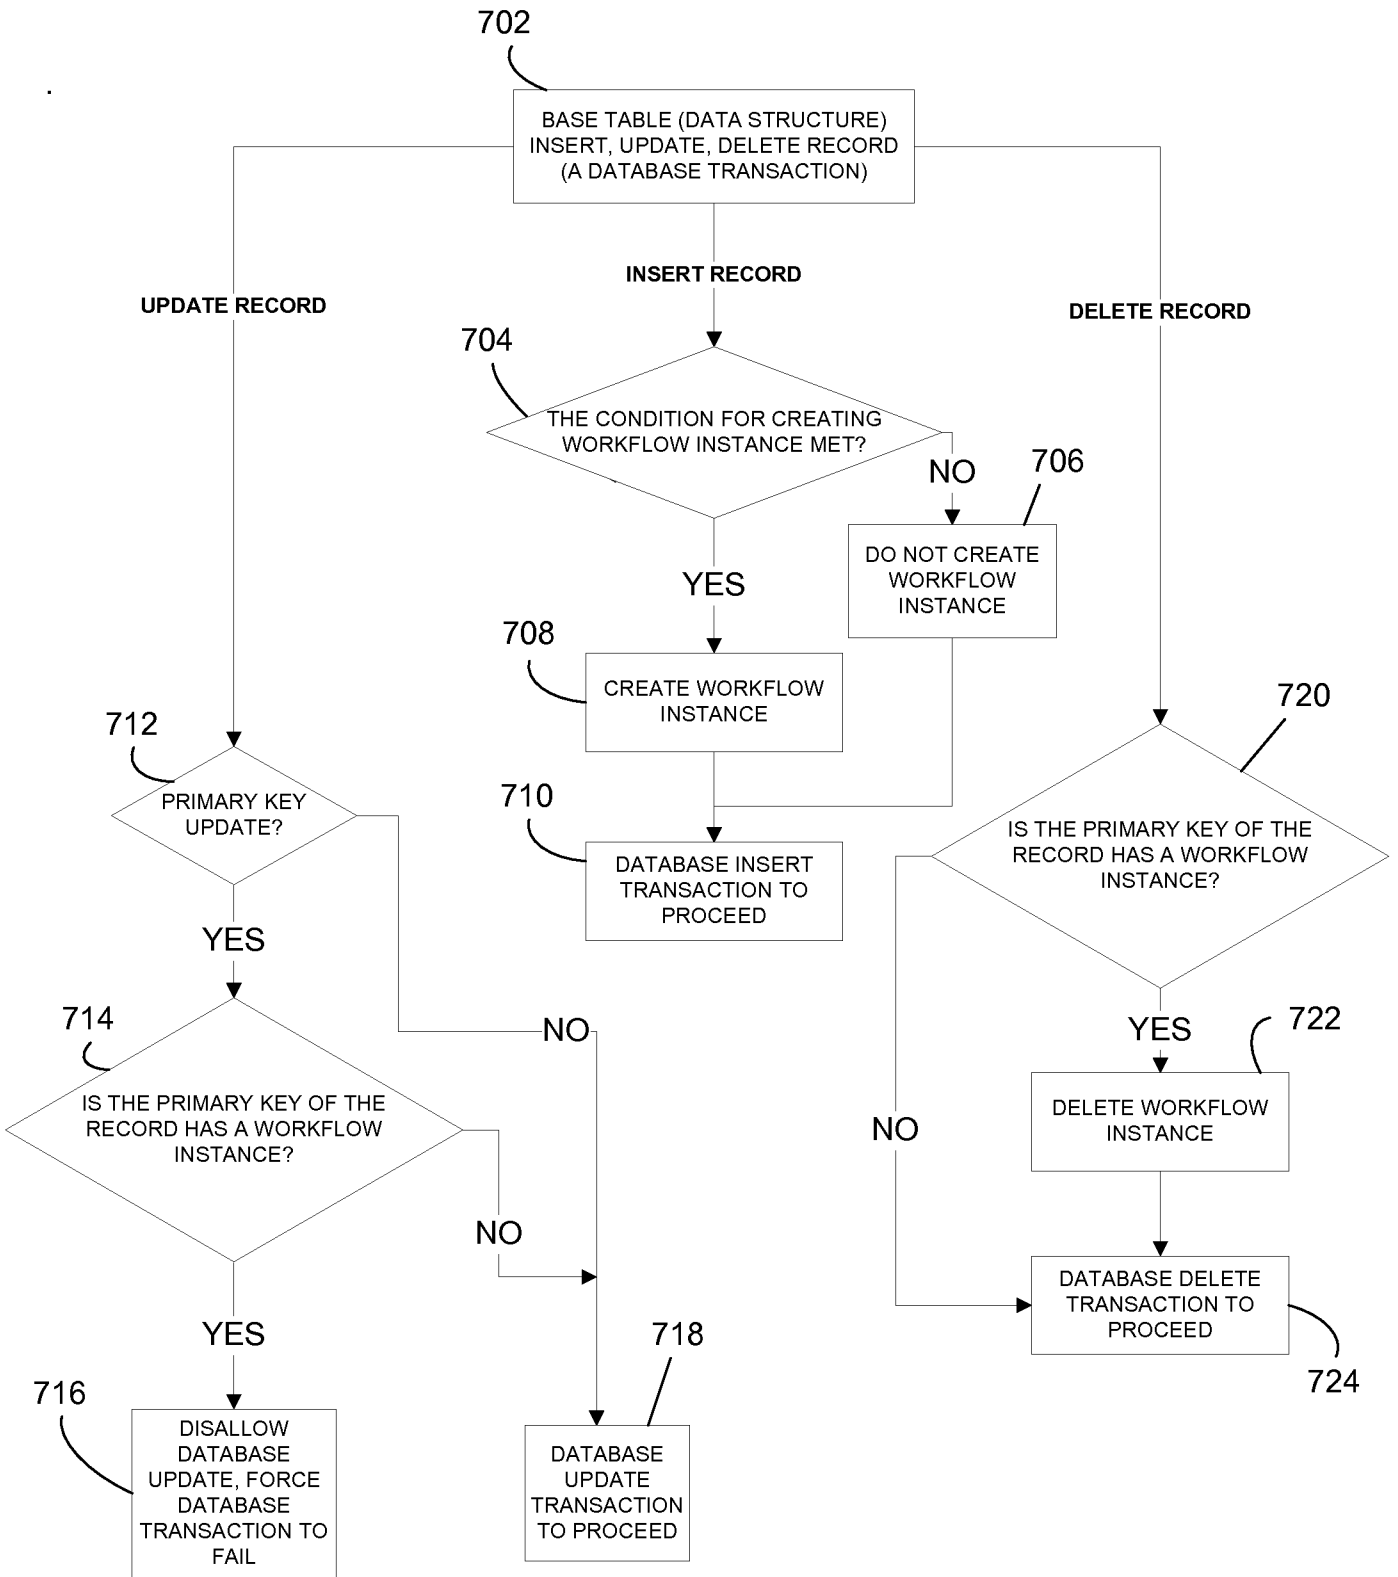 702
BASE TABLE (DATA STRUCTURE)
INSERT, UPDATE, DELETE RECORD
(A DATABASE TRANSACTION)
INSERT RECORD
UPDATE RECORD
DELETE RECORD
704
THE CONDITION FOR CREATING
WORKFLOW INSTANCE MET?
NO
706
DO NOT CREATE
WORKFLOW
INSTANCE
YES
708
CREATE WORKFLOW
INSTANCE
710
DATABASE INSERT
TRANSACTION TO
PROCEED
712
PRIMARY KEY
UPDATE?
YES
NO
714
IS THE PRIMARY KEY OF THE
RECORD HAS A WORKFLOW
INSTANCE?
NO
YES
716
DISALLOW
DATABASE
UPDATE, FORCE
DATABASE
TRANSACTION TO
FAIL
718
DATABASE
UPDATE
TRANSACTION
TO PROCEED
720
IS THE PRIMARY KEY OF THE
RECORD HAS A WORKFLOW
INSTANCE?
YES
722
DELETE WORKFLOW
INSTANCE
NO
DATABASE DELETE
TRANSACTION TO
PROCEED
724